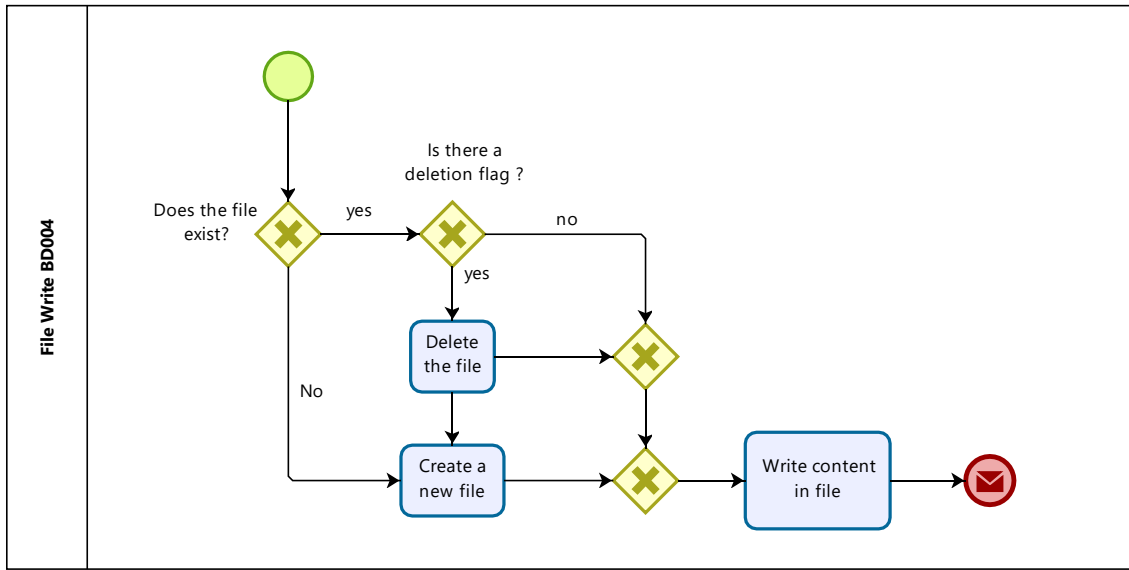 File Write BD004
Is there a
deletion flag ?
Does the file
exist?
yes
no
yes
Delete
the file
No
Create a
new file
Write content
in file